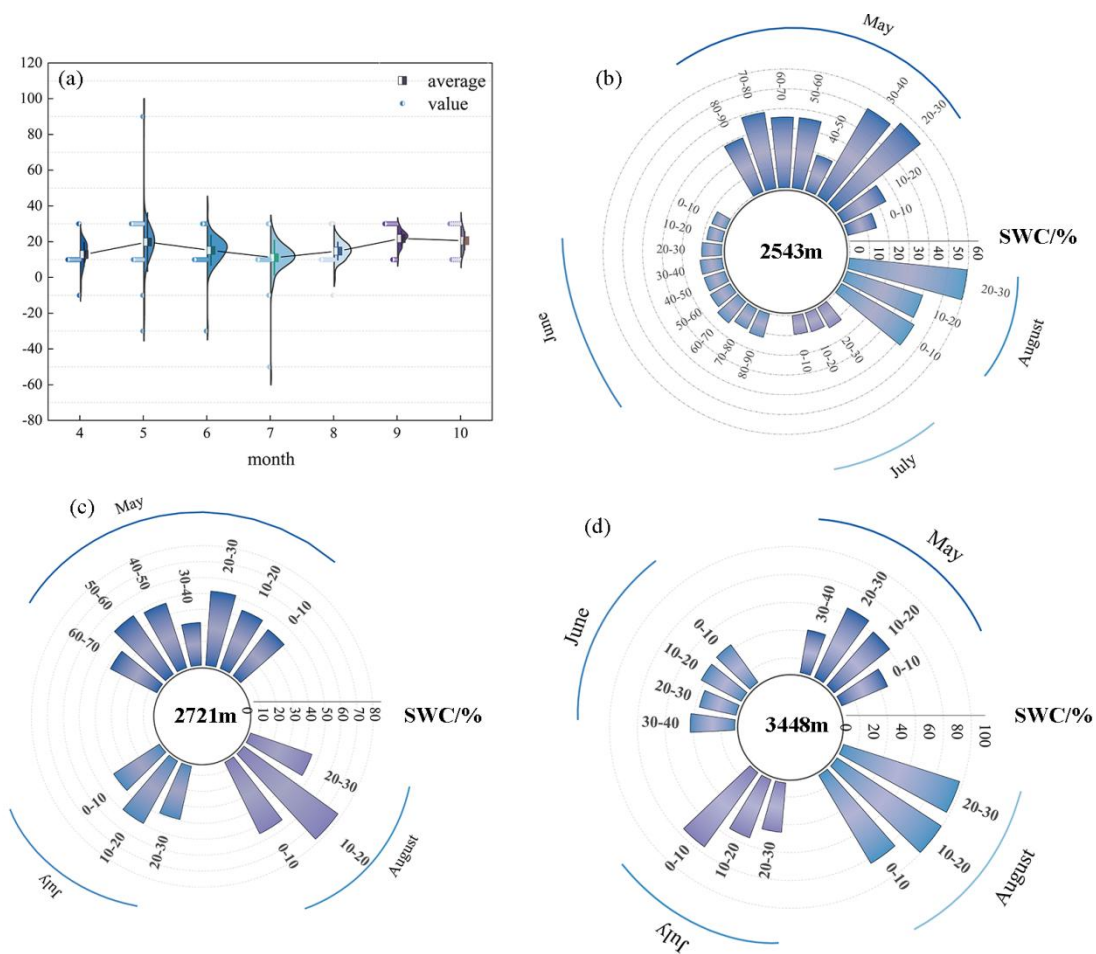 (a)
average
value
120
100
80
60
40
20
0
-20
-40
-60
-80
4 5 6 7 8 9 10
month
(b)
May
80-90
70-80
60-70
50-60
40-50
30-40
20-30
10-20
0-10
0 10 20 30 40 50 60
SWC/%
2543m
June
0-10
10-20
20-30
30-40
40-50
50-60
60-70
70-80
80-90
July
0-10
10-20
20-30
August
0-10
10-20
20-30
(c)
May
60-70
50-60
40-50
30-40
20-30
10-20
0-10
2721m
0 10 20 30 40 50 60 80
SWC/%
July
0-10
10-20
20-30
August
0-10
10-20
20-30
(d)
May
30-40
20-30
10-20
0-10
June
0-10
10-20
20-30
30-40
3448m
0 20 40 60 80 100
SWC/%
July
0-10
10-20
20-30
August
0-10
10-20
20-30